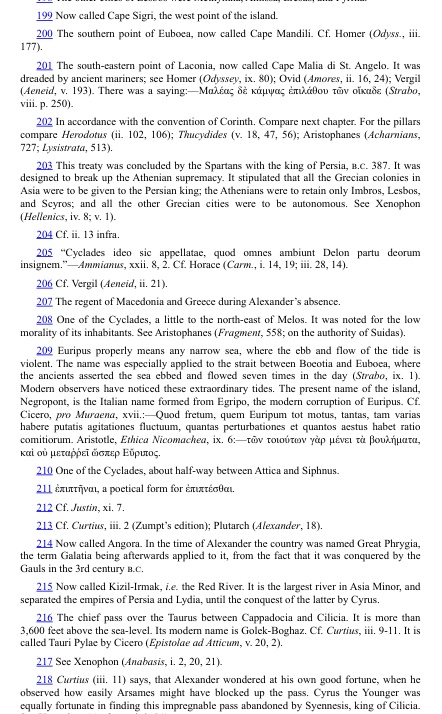 199 Now called Cape Sigri, the west point of the island.
200 The southern point of Euboea, now called Cape Mandili. Cf. Homer (Odyss., iii.
177).
201 The south-eastern point of Laconia, now called Cape Malia di St. Angelo. It was
dreaded by ancient mariners; see Homer (Odyssey, ix. 80); Ovid (Amores, ii. 16, 24); Vergil
(Aeneid, v. 193). There was a saying:—Μαλέας δὲ κάμψας ἐπιλάθου τῶν οἴκαδε (Strabo,
viii. p. 250).
202 In accordance with the convention of Corinth. Compare next chapter. For the pillars
compare Herodotus (ii. 102, 106); Thucydides (v. 18, 47, 56); Aristophanes (Acharnians,
727; Lysistrata, 513).
203 This treaty was concluded by the Spartans with the king of Persia, B.C. 387. It was
designed to break up the Athenian supremacy. It stipulated that all the Grecian colonies in
Asia were to be given to the Persian king; the Athenians were to retain only Imbros, Lesbos,
and Scyros; and all the other Grecian cities were to be autonomous. See Xenophon
(Hellenics, iv. 8; v. 1).
204 Cf. ii. 13 infra.
205 “Cyclades ideo sic appellatae, quod omnes ambiunt Delon partu deorum
insignem.”—Ammianus, xxii. 8, 2. Cf. Horace (Carm., i. 14, 19; iii. 28, 14).
206 Cf. Vergil (Aeneid, ii. 21).
207 The regent of Macedonia and Greece during Alexander’s absence.
208 One of the Cyclades, a little to the north-east of Melos. It was noted for the low
morality of its inhabitants. See Aristophanes (Fragment, 558; on the authority of Suidas).
209 Euripus properly means any narrow sea, where the ebb and flow of the tide is
violent. The name was especially applied to the strait between Boeotia and Euboea, where
the ancients asserted the sea ebbed and flowed seven times in the day (Strabo, ix. 1).
Modern observers have noticed these extraordinary tides. The present name of the island,
Negropont, is the Italian name formed from Egripo, the modern corruption of Euripus. Cf.
Cicero, pro Muraena, xvii.:—Quod fretum, quem Euripum tot motus, tantas, tam varias
habere putatis agitationes fluctuum, quantas perturbationes et quantos aestus habet ratio
comitiorum. Aristotle, Ethica Nicomachea, ix. 6:—τῶν τοιούτων γὰρ μένει τὰ βουλήματα,
καὶ οὐ μεταῤῥεῖ ὥσπερ Εὔριπος.
210 One of the Cyclades, about half-way between Attica and Siphnus.
211 ἐπιπτῆναι, a poetical form for ἐπιπτέσθαι.
212 Cf. Justin, xi. 7.
213 Cf. Curtius, iii. 2 (Zumpt’s edition); Plutarch (Alexander, 18).
214 Now called Angora. In the time of Alexander the country was named Great Phrygia,
the term Galatia being afterwards applied to it, from the fact that it was conquered by the
Gauls in the 3rd century B.C.
215 Now called Kizil-Irmak, i.e. the Red River. It is the largest river in Asia Minor, and
separated the empires of Persia and Lydia, until the conquest of the latter by Cyrus.
216 The chief pass over the Taurus between Cappadocia and Cilicia. It is more than
3,600 feet above the sea-level. Its modern name is Golek-Boghaz. Cf. Curtius, iii. 9-11. It is
called Tauri Pylae by Cicero (Epistolae ad Atticum, v. 20, 2).
217 See Xenophon (Anabasis, i. 2, 20, 21).
218 Curtius (iii. 11) says, that Alexander wondered at his own good fortune, when he
observed how easily Arsames might have blocked up the pass. Cyrus the Younger was
equally fortunate in finding this impregnable pass abandoned by Syennesis, king of Cilicia.